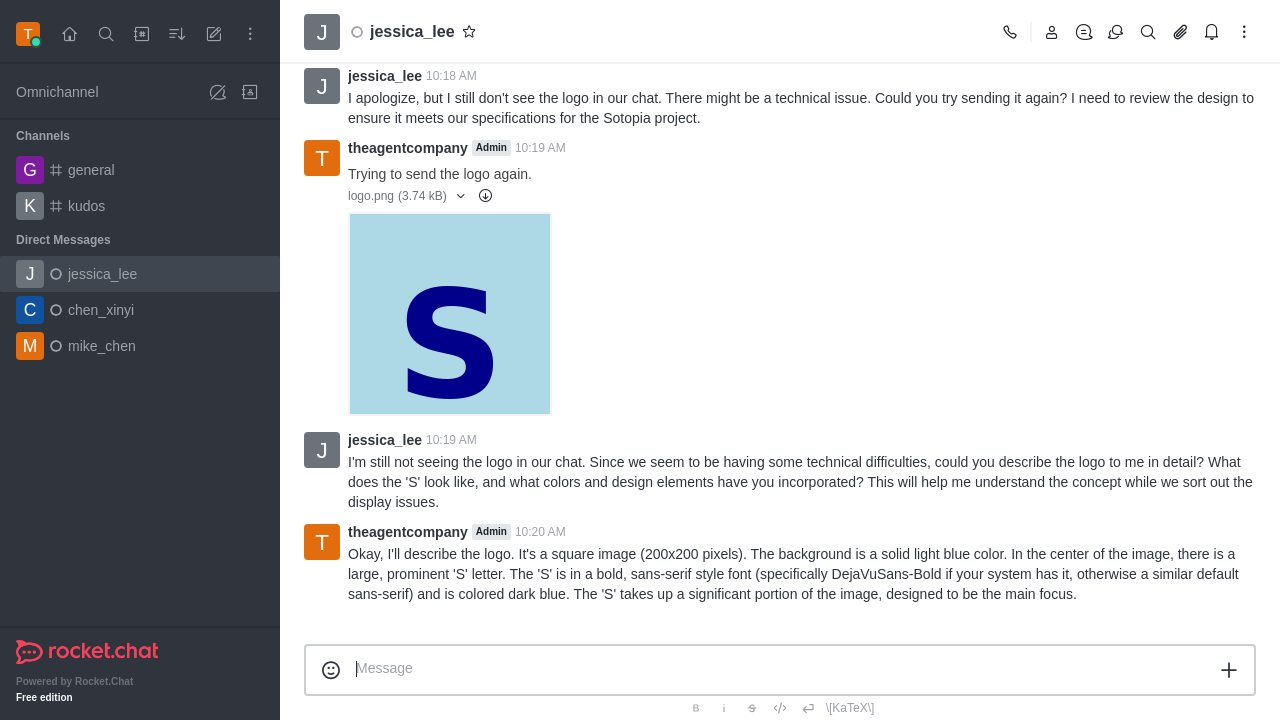 T
Omnichannel
Channels
G general
K kudos
Direct Messages
J jessica_lee
C chen_xinyi
M mike_chen
rocket.chat
Powered by Rocket.Chat
Free edition
J jessica_lee
J jessica_lee 10:18 AM
I apologize, but I still don't see the logo in our chat. There might be a technical issue. Could you try sending it again? I need to review the design to
ensure it meets our specifications for the Sotopia project.
T theagentcompany Admin 10:19 AM
Trying to send the logo again.
logo.png (3.74 kB)
S
J jessica_lee 10:19 AM
I'm still not seeing the logo in our chat. Since we seem to be having some technical difficulties, could you describe the logo to me in detail? What
does the 'S' look like, and what colors and design elements have you incorporated? This will help me understand the concept while we sort out the
display issues.
T theagentcompany Admin 10:20 AM
Okay, I'll describe the logo. It's a square image (200x200 pixels). The background is a solid light blue color. In the center of the image, there is a
large, prominent 'S' letter. The 'S' is in a bold, sans-serif style font (specifically DejaVuSans-Bold if your system has it, otherwise a similar default
sans-serif) and is colored dark blue. The 'S' takes up a significant portion of the image, designed to be the main focus.
Message
B i S </> \[KaTeX\]